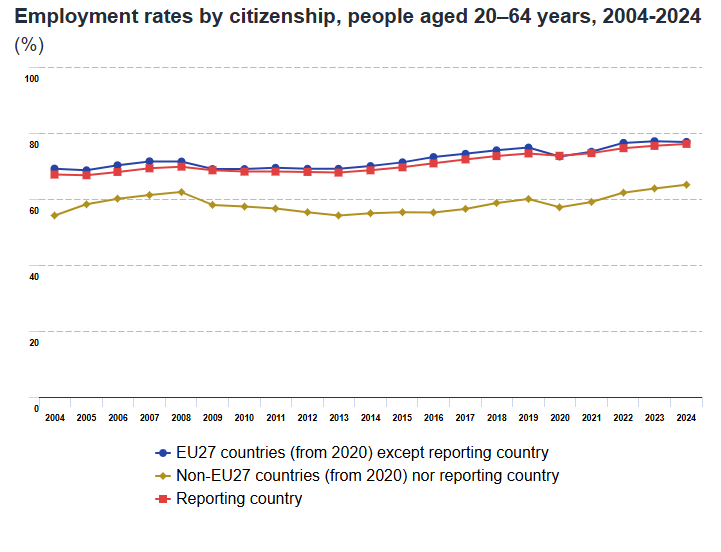 Employment rates by citizenship, people aged 20–64 years, 2004-2024
(%)
100
80
60
40
20
0
2004 2005 2006 2007 2008 2009 2010 2011 2012 2013 2014 2015 2016 2017 2018 2019 2020 2021 2022 2023 2024
EU27 countries (from 2020) except reporting country
Non-EU27 countries (from 2020) nor reporting country
Reporting country